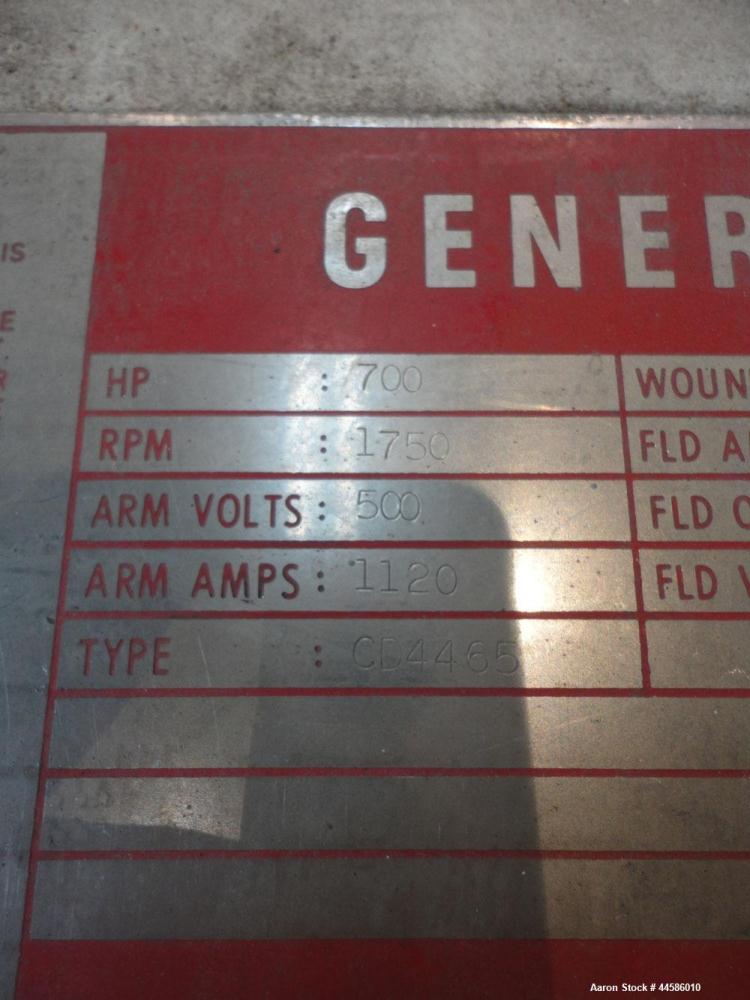 GENER
IS
E
R
HP : 700
WOUN
RPM : 1750
FLD A
ARM VOLTS : 500
FLD
ARM AMPS : 1120
FLD V
TYPE : CD4465
Aaron Stock # 44586010